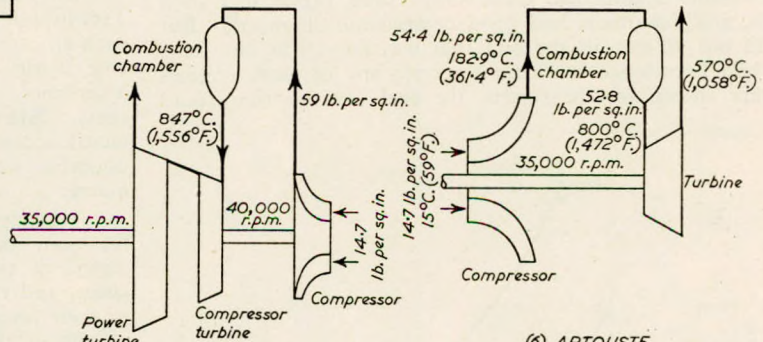 Combustion
chamber
847°C.
(1,556°F.)
59 lb. per sq. in.
35,000 r.p.m.
40,000
r.p.m.
14.7
lb. per sq. in.
Compressor
Compressor
turbine
Power
turbine
54.4 lb. per sq. in.
182.9°C.
(361.4°F.)
Combustion
chamber
570°C.
(1,058°F.)
52.8
lb. per sq. in.
800°C.
(1,472°F.)
14.7 lb. per sq. in.
15°C. (59°F.)
35,000 r.p.m.
Turbine
Compressor
(6) ARTOUSTE